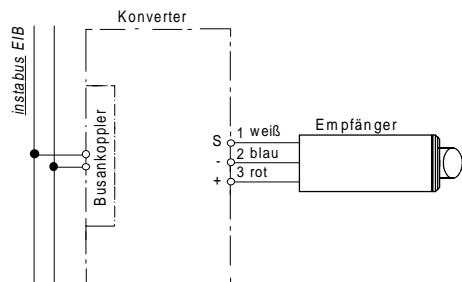 Konverter
instabus EIB
Busankoppler
S 1 weiß
- 2 blau
+ 3 rot
Empfänger